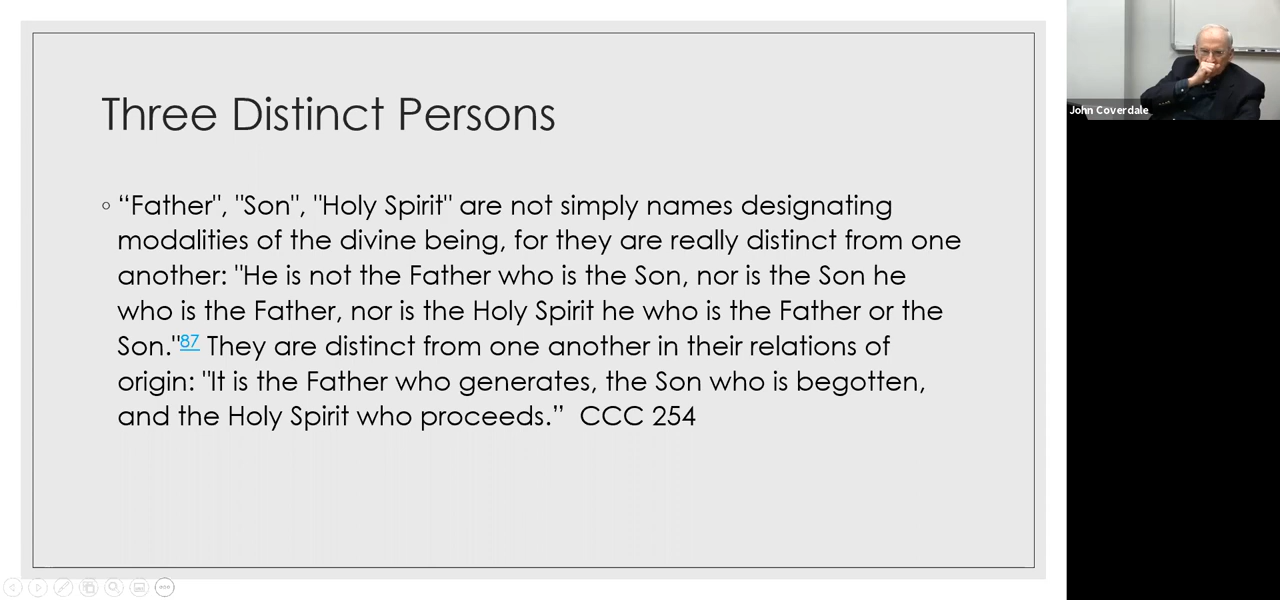 Three Distinct Persons
“Father", "Son", "Holy Spirit" are not simply names designating
modalities of the divine being, for they are really distinct from one
another: "He is not the Father who is the Son, nor is the Son he
who is the Father, nor is the Holy Spirit he who is the Father or the
Son."87 They are distinct from one another in their relations of
origin: "It is the Father who generates, the Son who is begotten,
and the Holy Spirit who proceeds.” CCC 254
John Coverdale